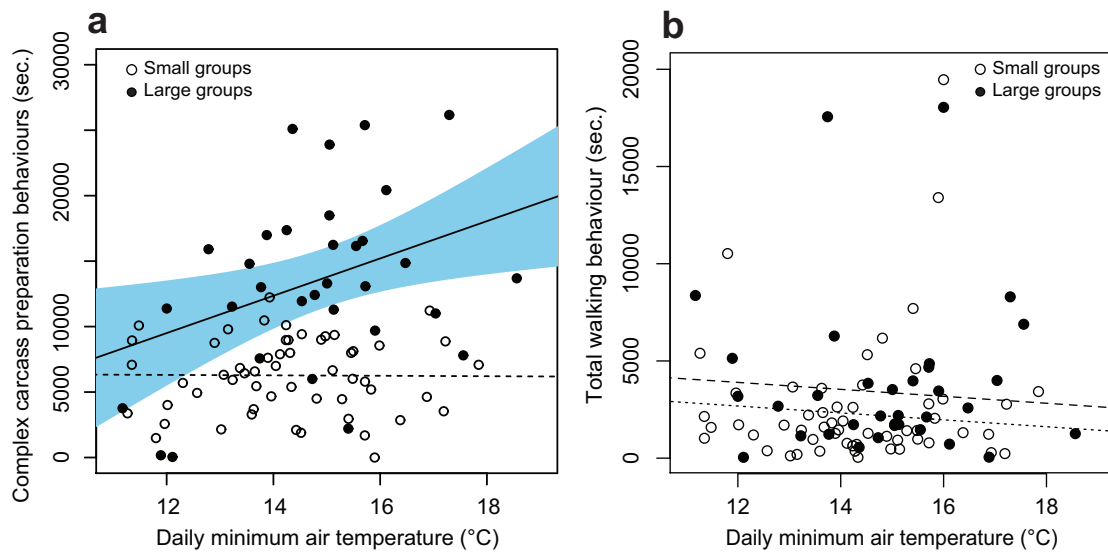 a
Complex carcass preparation behaviours (sec.)
30000
20000
10000
5000
0
Small groups
Large groups
12
14
16
18
Daily minimum air temperature (°C)
b
Total walking behaviour (sec.)
20000
15000
10000
5000
0
Small groups
Large groups
12
14
16
18
Daily minimum air temperature (°C)